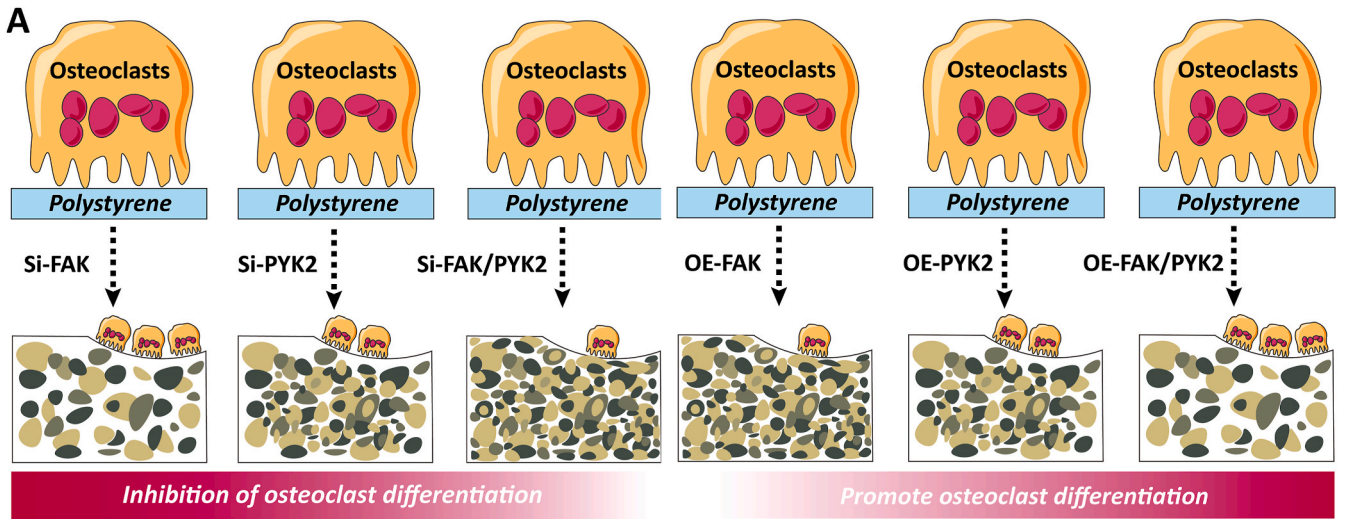 A
Osteoclasts Osteoclasts Osteoclasts Osteoclasts Osteoclasts Osteoclasts
Polystyrene Polystyrene Polystyrene Polystyrene Polystyrene Polystyrene
Si-FAK Si-PYK2 Si-FAK/PYK2 OE-FAK OE-PYK2 OE-FAK/PYK2
Inhibition of osteoclast differentiation Promote osteoclast differentiation